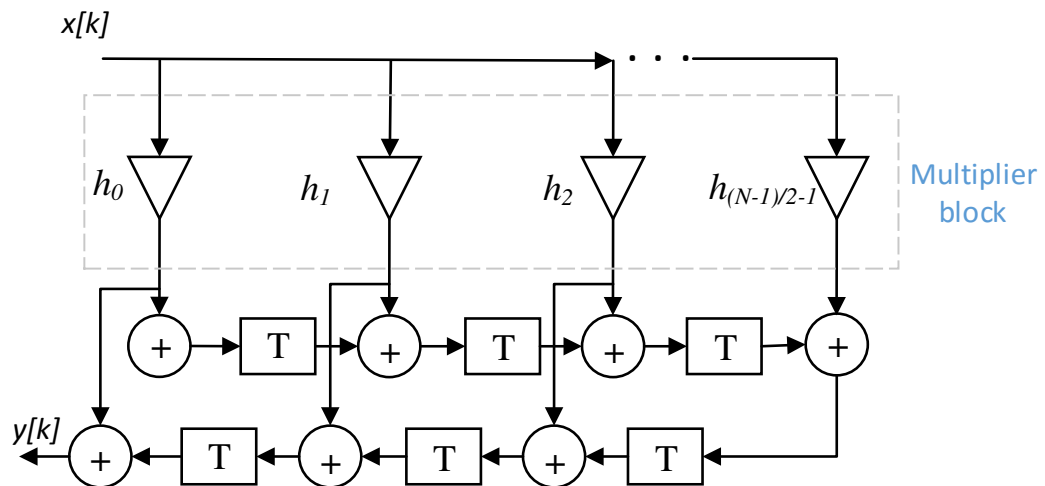 x[k]
h0
h1
h2
h(N-1)/2-1
Multiplier
block
+
T
+
T
+
T
+
y[k]
+
T
+
T
+
T